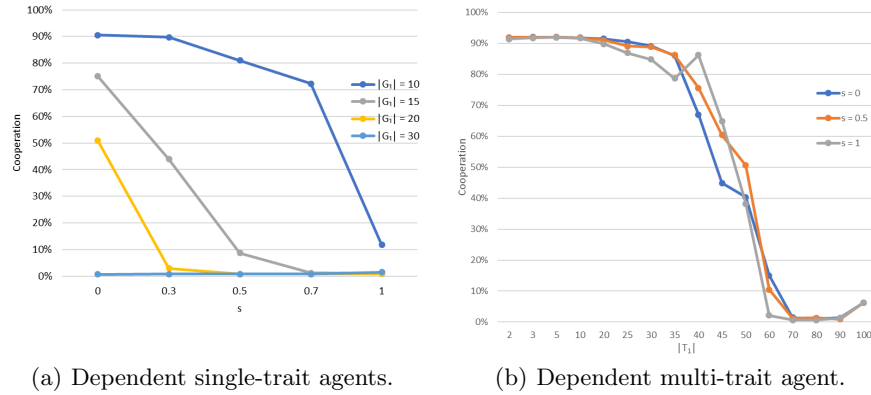 100%
90%
80%
70%
60%
50%
40%
30%
20%
10%
0%
Cooperation
0 0.3 0.5 0.7 1
s
|G₁| = 10
|G₁| = 15
|G₁| = 20
|G₁| = 30
(a) Dependent single-trait agents.
100%
90%
80%
70%
60%
50%
40%
30%
20%
10%
0%
Cooperation
2 3 5 10 20 25 30 35 40 45 50 60 70 80 90 100
|T₁|
s = 0
s = 0.5
s = 1
(b) Dependent multi-trait agent.